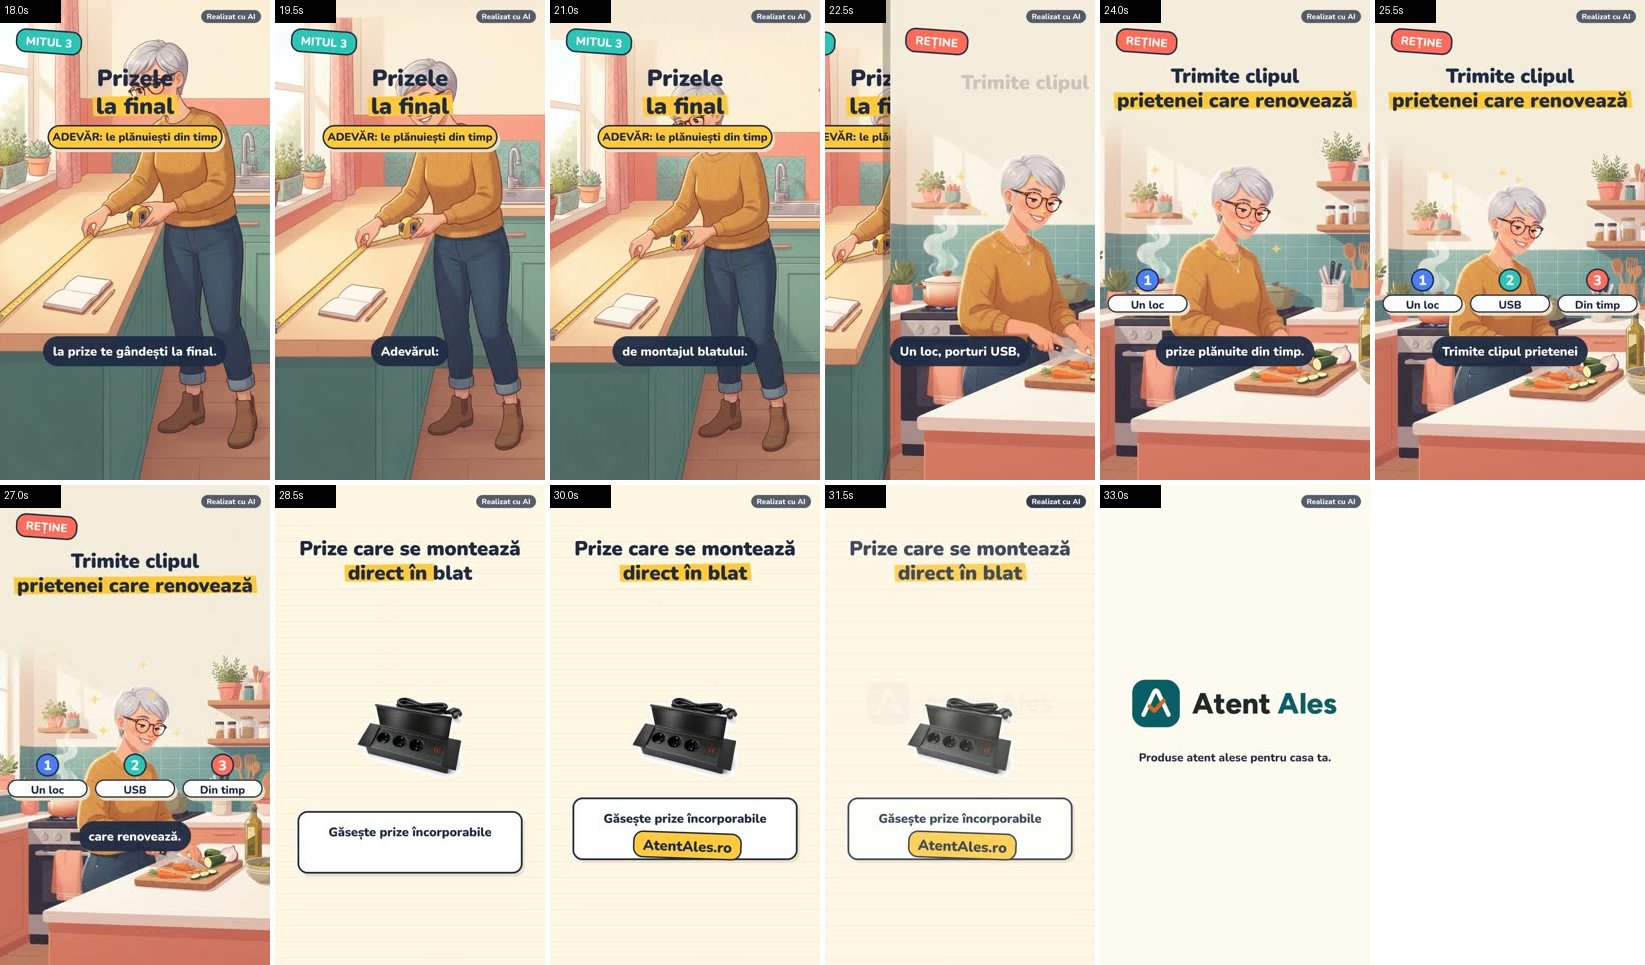 18.0s
Realizat cu AI
MITUL 3
Prizele
la final
ADEVĂR: le plănuiești din timp
la prize te gândești la final.
19.5s
Realizat cu AI
MITUL 3
Prizele
la final
ADEVĂR: le plănuiești din timp
Adevărul:
21.0s
Realizat cu AI
MITUL 3
Prizele
la final
ADEVĂR: le plănuiești din timp
de montajul blatului.
22.5s
Realizat cu AI
REȚINE
Trimite clipul
Un loc, porturi USB,
24.0s
Realizat cu AI
REȚINE
Trimite clipul
prietenei care renovează
1
Un loc
prize plănuite din timp.
25.5s
Realizat cu AI
REȚINE
Trimite clipul
prietenei care renovează
1 2 3
Un loc USB Din timp
Trimite clipul prietenei
27.0s
Realizat cu AI
REȚINE
Trimite clipul
prietenei care renovează
1 2 3
Un loc USB Din timp
care renovează.
28.5s
Realizat cu AI
Prize care se montează
direct în blat
Găsește prize încorporabile
30.0s
Realizat cu AI
Prize care se montează
direct în blat
Găsește prize încorporabile
AtentAles.ro
31.5s
Realizat cu AI
Prize care se montează
direct în blat
Găsește prize încorporabile
AtentAles.ro
33.0s
Realizat cu AI
Atent Ales
Produse atent alese pentru casa ta.